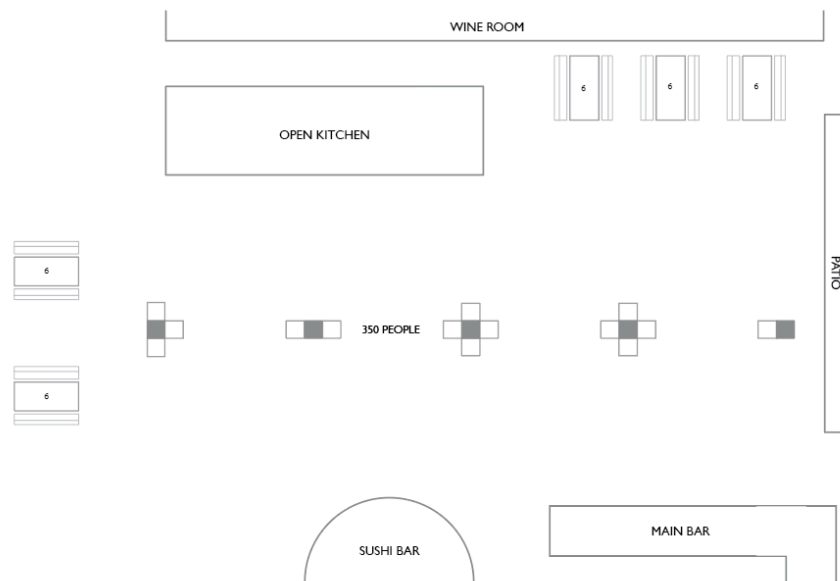 WINE ROOM
6 6 6
OPEN KITCHEN
PATIO
6
350 PEOPLE
6
MAIN BAR
SUSHI BAR